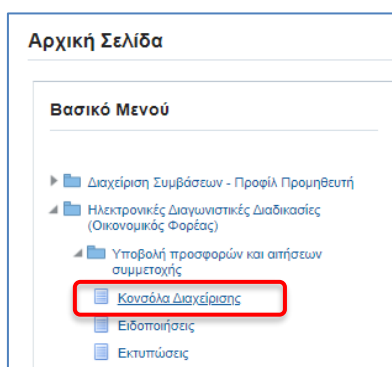 Αρχική Σελίδα
Βασικό Μενού
Διαχείριση Συμβάσεων - Προφίλ Προμηθευτή
Ηλεκτρονικές Διαγωνιστικές Διαδικασίες
(Οικονομικός Φορέας)
Υποβολή προσφορών και αιτήσεων
συμμετοχής
Κονσόλα Διαχείρισης
Ειδοποιήσεις
Εκτυπώσεις